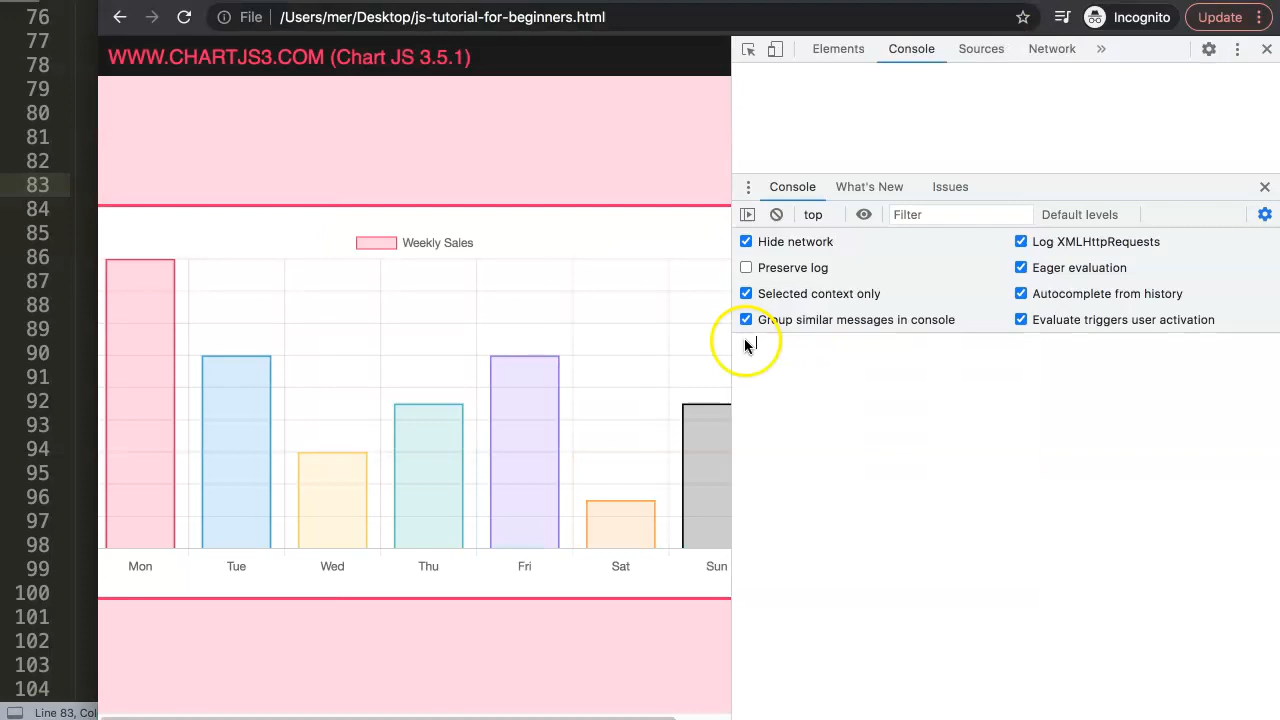 76
77
78
79
80
81
82
83
84
85
86
87
88
89
90
91
92
93
94
95
96
97
98
99
100
101
102
103
104
Line 83, Col
File /Users/mer/Desktop/js-tutorial-for-beginners.html
Incognito
Update
WWW.CHARTJS3.COM (Chart JS 3.5.1)
Weekly Sales
Mon Tue Wed Thu Fri Sat Sun
Elements Console Sources Network »
Console What's New Issues
top Filter Default levels
Hide network Log XMLHttpRequests
Preserve log Eager evaluation
Selected context only Autocomplete from history
Group similar messages in console Evaluate triggers user activation